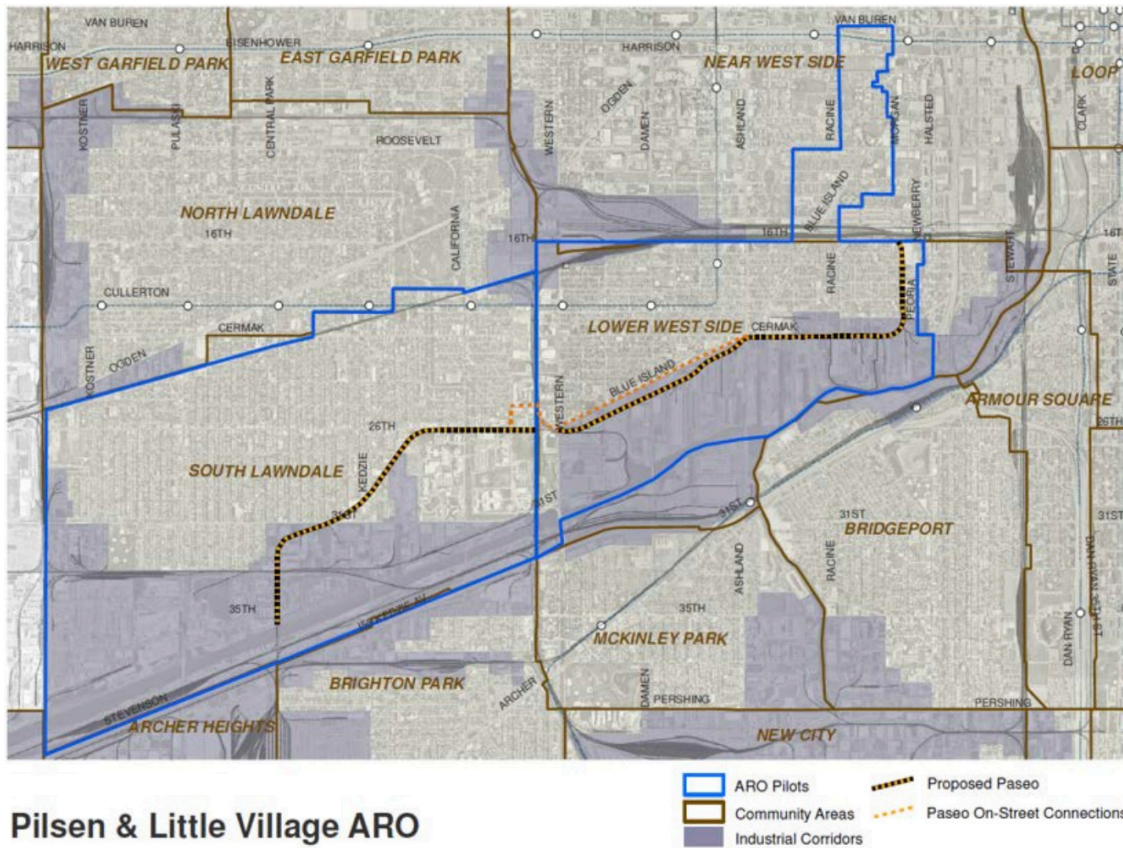 VAN BUREN
VAN BUREN
HARRISON
EISENHOWER
HARRISON
WEST GARFIELD PARK
EAST GARFIELD PARK
NEAR WEST SIDE
LOOP
KOSTNER
PULASKI
CENTRAL PARK
ROOSEVELT
WESTERN
OGDEN
DAMEN
ASHLAND
RACINE
MORGAN
HALSTED
CLARK
NORTH LAWNDALE
16TH
CALIFORNIA
16TH
16TH
BLUE ISLAND
NEWBERRY
STEWART
16TH
STATE
CULLERTON
RACINE
PEORIA
CERMAK
LOWER WEST SIDE
CERMAK
OGDEN
KOSTNER
BLUE ISLAND
WESTERN
ARMOUR SQUARE
26TH
26TH
SOUTH LAWNDALE
KEDZIE
31ST
31ST
31ST
31ST
BRIDGEPORT
ASHLAND
RACINE
35TH
35TH
MCKINLEY PARK
DAN RYAN
BRIGHTON PARK
ARCHER
DAMEN
PERSHING
PERSHING
STEVENSON
ARCHER HEIGHTS
NEW CITY
Pilsen & Little Village ARO
ARO Pilots
Community Areas
Industrial Corridors
Proposed Paseo
Paseo On-Street Connections